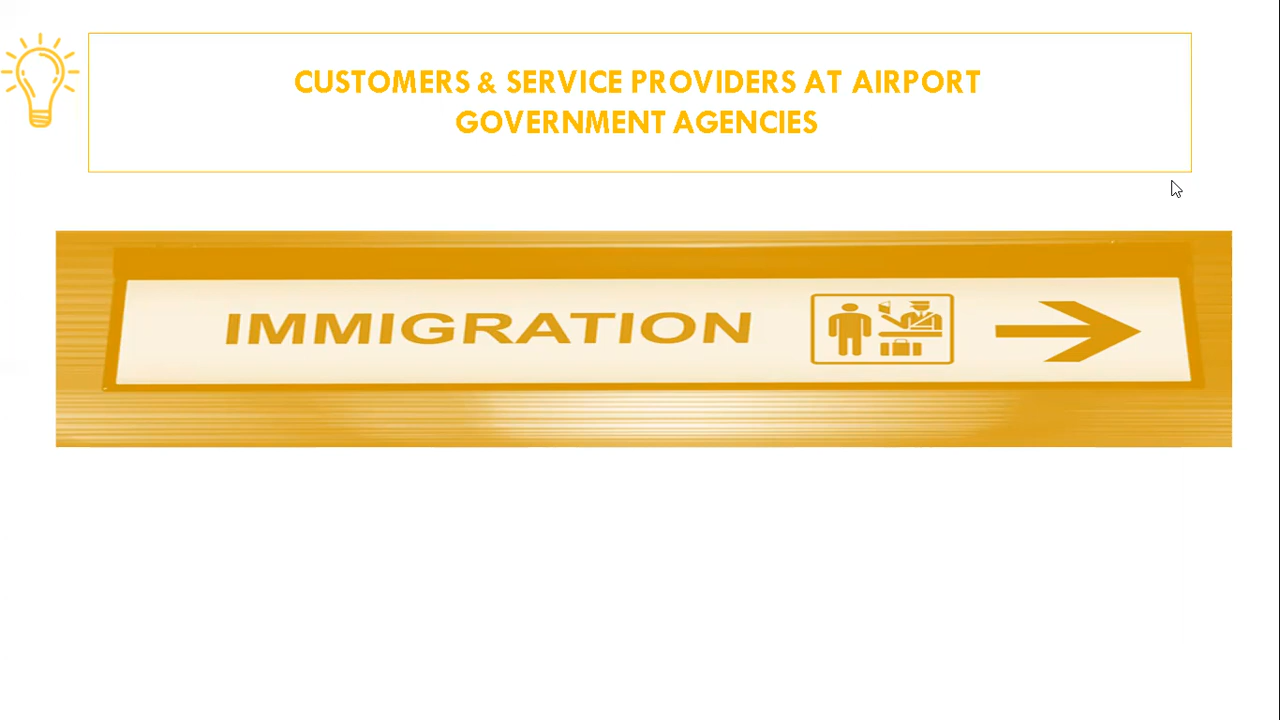 CUSTOMERS & SERVICE PROVIDERS AT AIRPORT
GOVERNMENT AGENCIES
IMMIGRATION